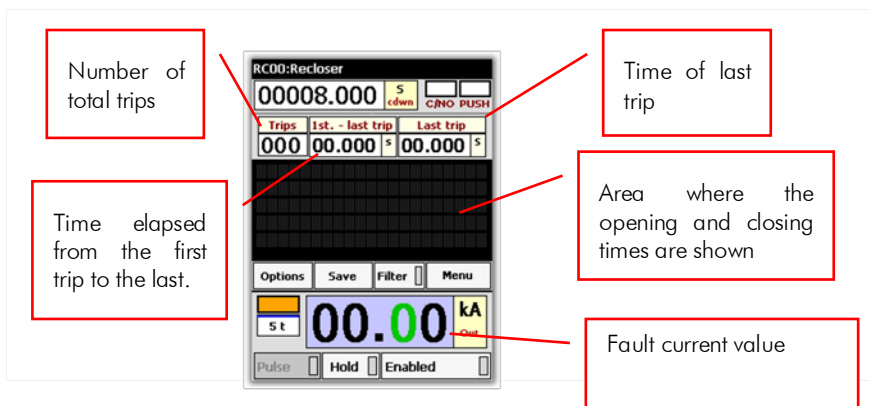 Number of
total trips
Time elapsed
from the first
trip to the last.
RC00:Recloser
00008.000 S cdwn C/NO PUSH
Trips 1st. - last trip Last trip
000 00.000 s 00.000 s
Options Save Filter Menu
S t 00.00 kA Out
Pulse Hold Enabled
Time of last
trip
Area where the
opening and closing
times are shown
Fault current value